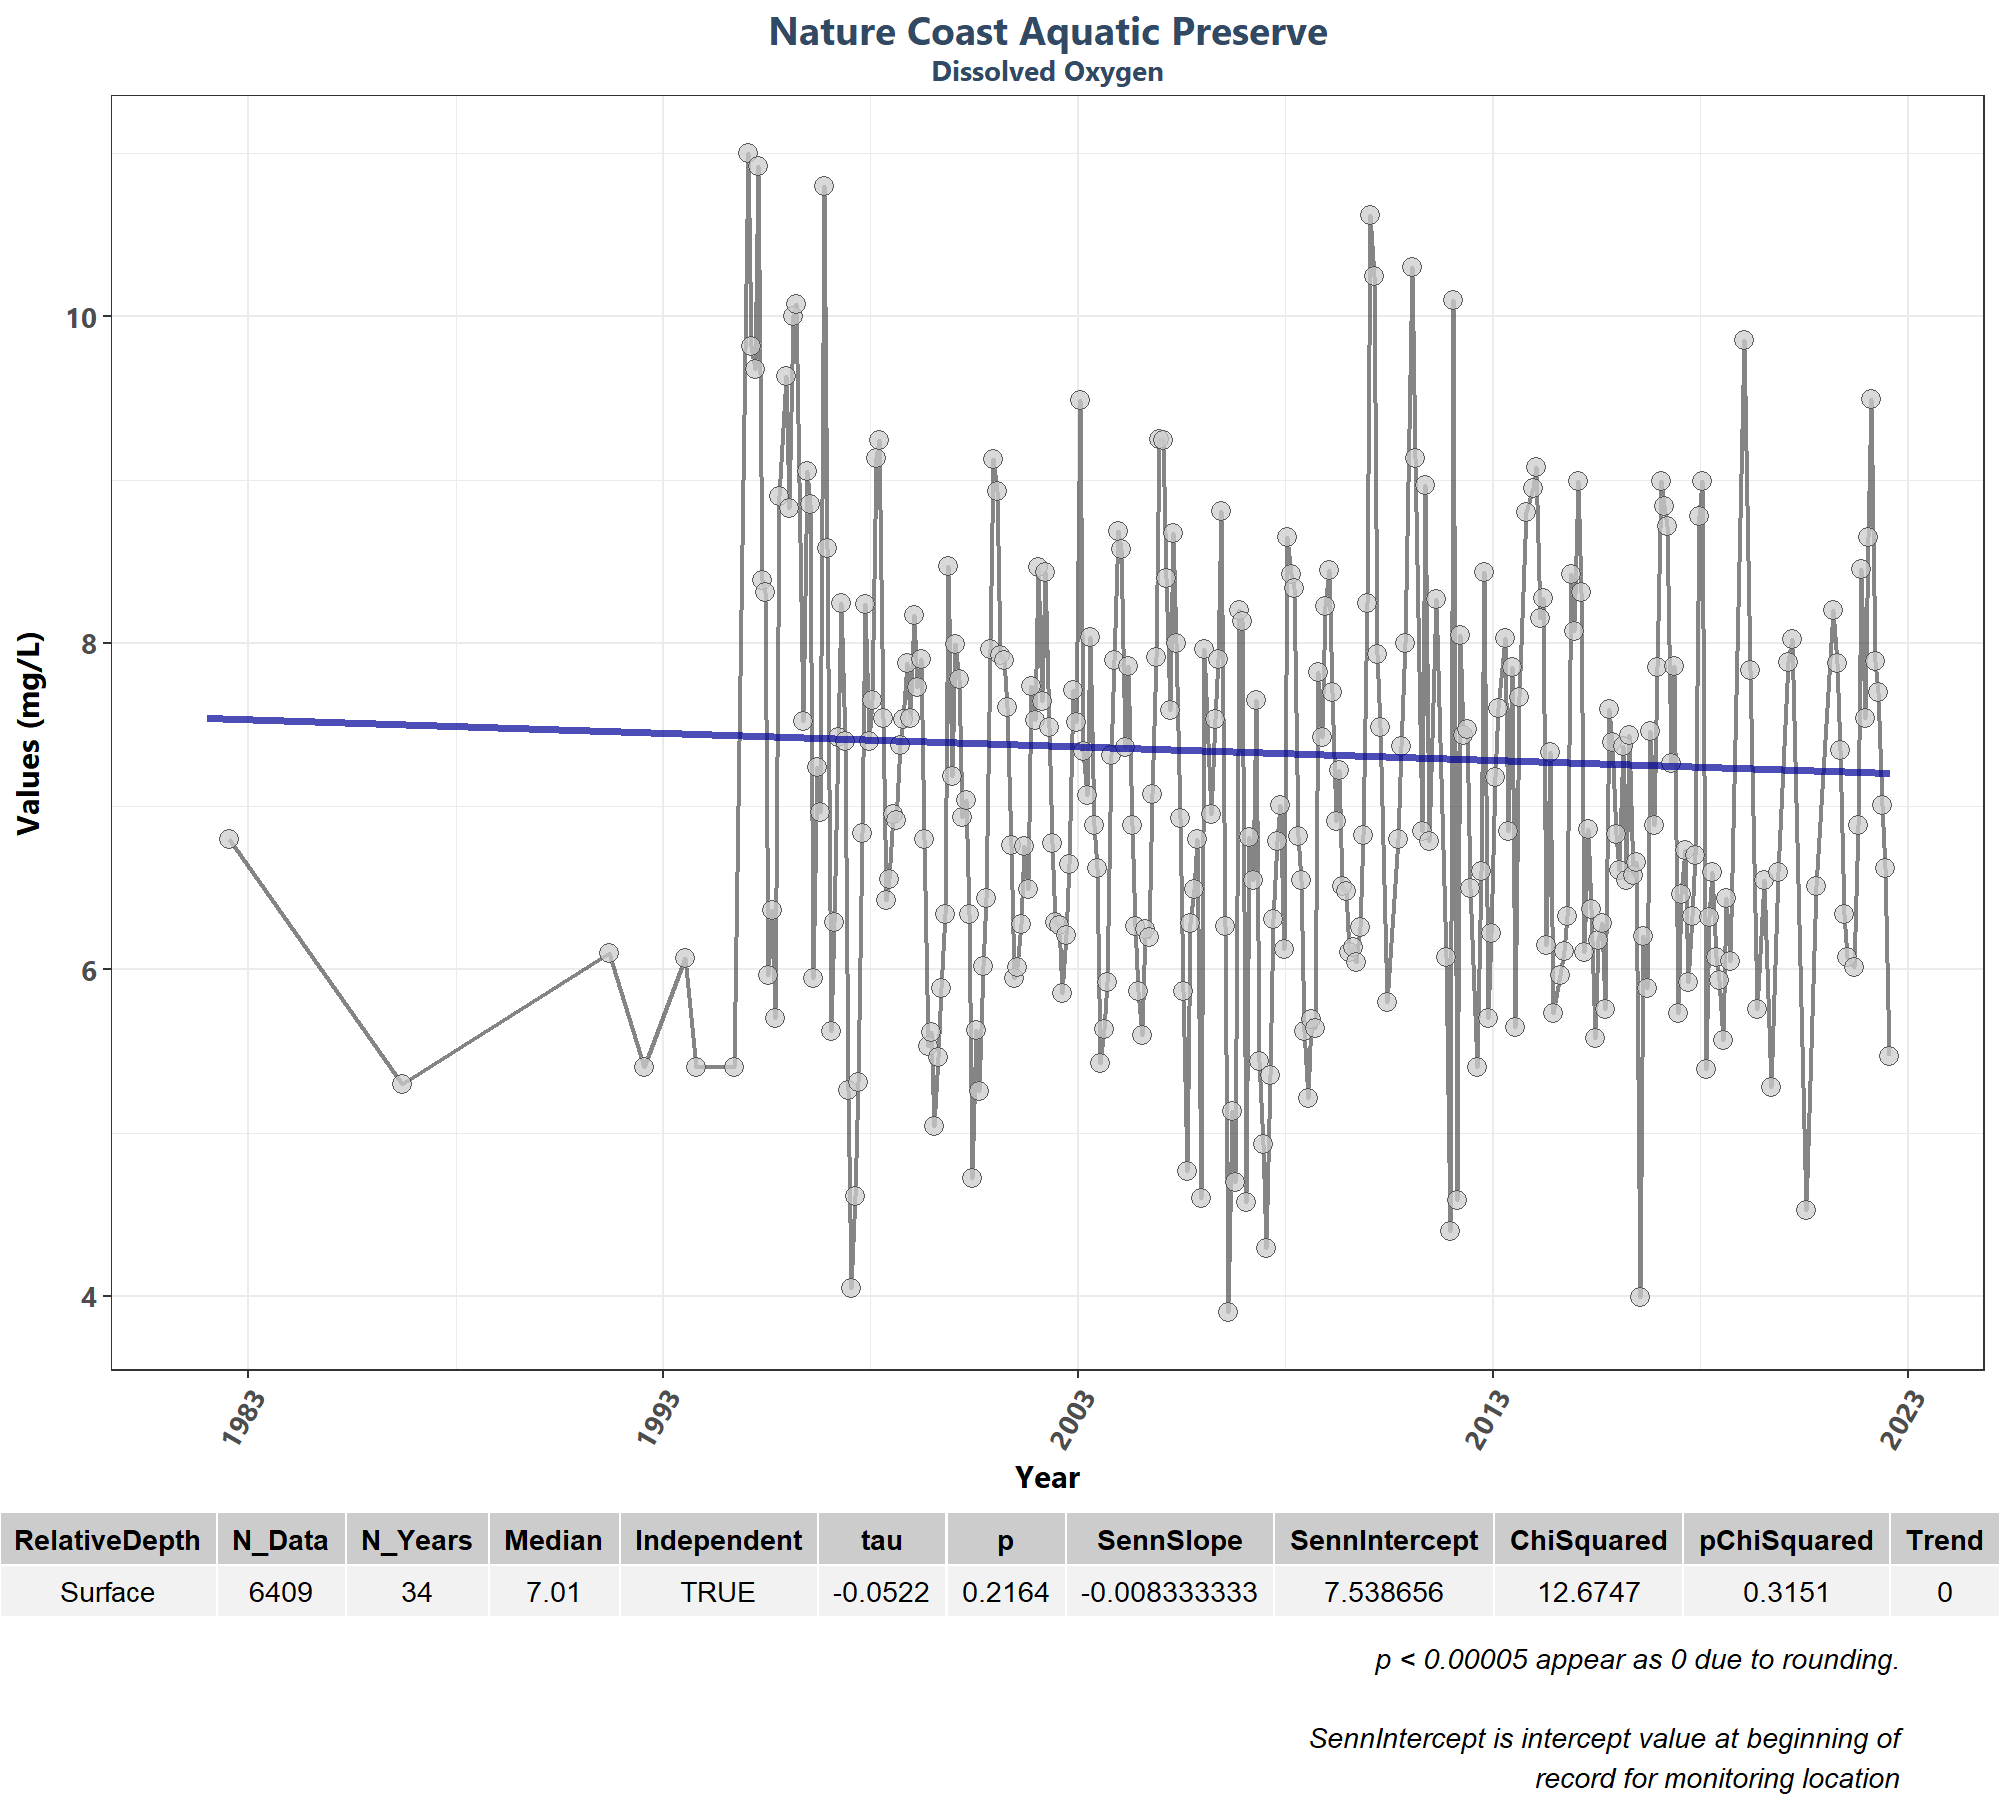 Nature Coast Aquatic Preserve
Dissolved Oxygen
Values (mg/L)
10
8
6
4
1983 1993 2003 2013 2023
Year
RelativeDepth N_Data N_Years Median Independent tau p SennSlope SennIntercept ChiSquared pChiSquared Trend
Surface 6409 34 7.01 TRUE -0.0522 0.2164 -0.008333333 7.538656 12.6747 0.3151 0
p < 0.00005 appear as 0 due to rounding.
SennIntercept is intercept value at beginning of
record for monitoring location